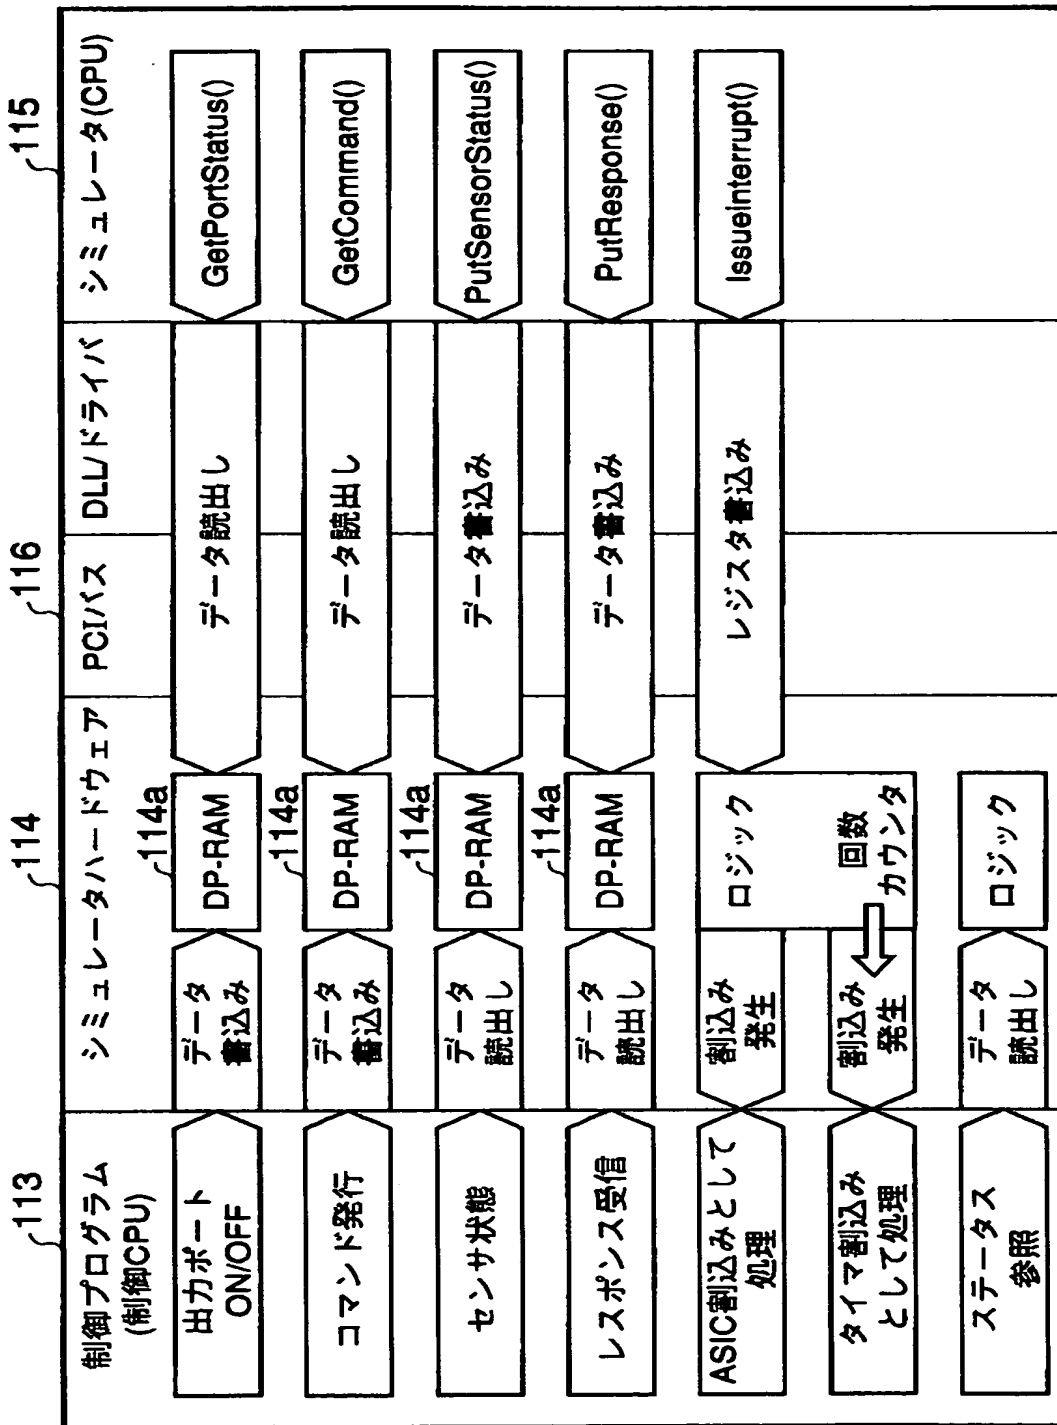 113
114
116
115
制御プログラム
(制御CPU)
シミュレータハードウェア
PCIバス
DLL/ドライバ
シミュレータ(CPU)
出力ポート
ON/OFF
データ
書込み
114a
DP-RAM
データ読出し
GetPortStatus()
コマンド発行
データ
書込み
114a
DP-RAM
データ読出し
GetCommand()
センサ状態
データ
読出し
114a
DP-RAM
データ書込み
PutSensorStatus()
レスポンス受信
データ
読出し
114a
DP-RAM
データ書込み
PutResponse()
ASIC割込みとして
処理
割込み
発生
ロジック
レジスタ書込み
IssueInterrupt()
タイマ割込み
として処理
割込み
発生
回数
カウンタ
ステータス
参照
データ
読出し
ロジック